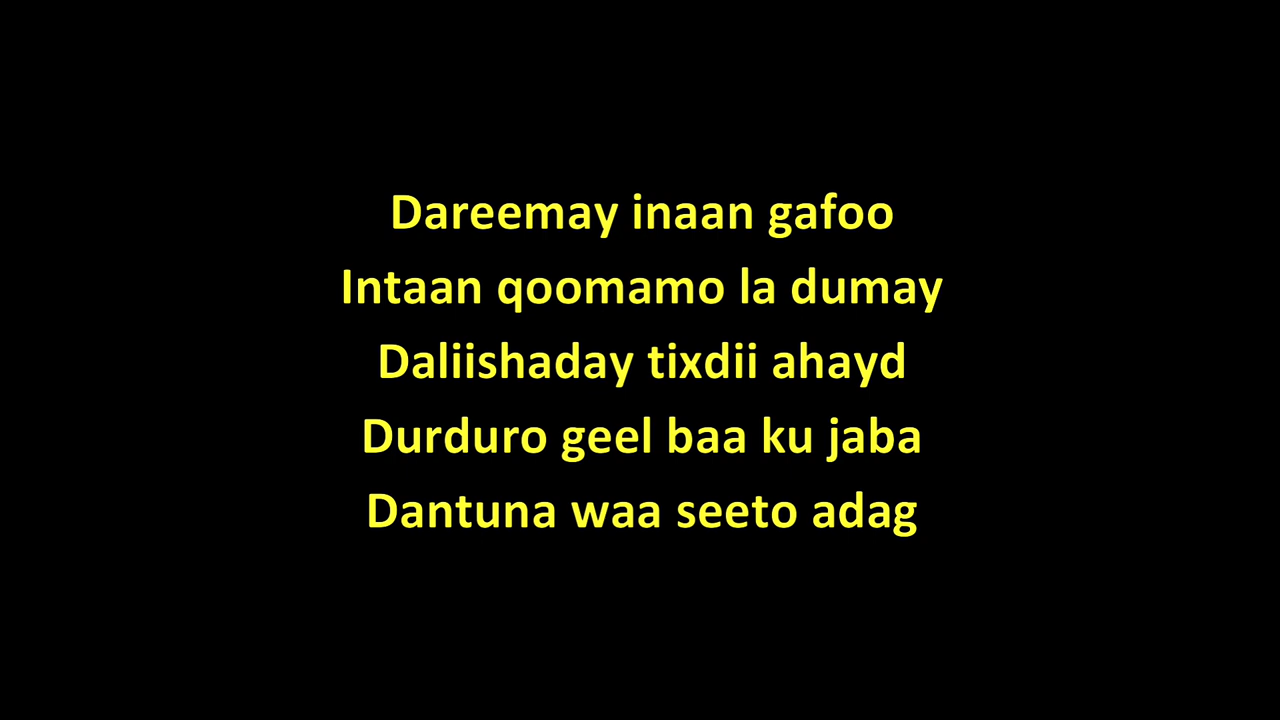 Dareemay inaan gafoo
Intaan qoomamo la dumay
Daliishaday tixdii ahayd
Durduro geel baa ku jaba
Dantuna waa seeto adag